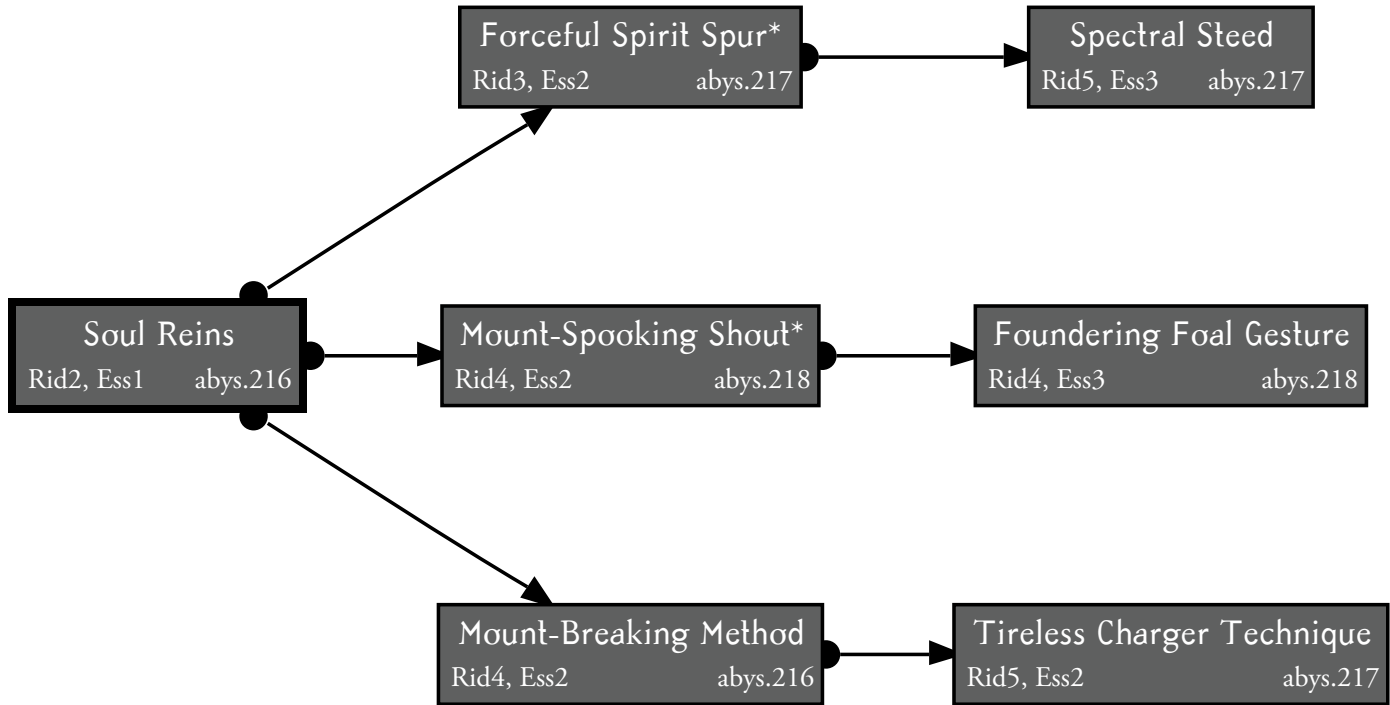 Forceful Spirit Spur*
Rid3, Ess2 abys.217
Spectral Steed
Rid5, Ess3 abys.217
Soul Reins
Rid2, Ess1 abys.216
Mount-Spooking Shout*
Rid4, Ess2 abys.218
Foundering Foal Gesture
Rid4, Ess3 abys.218
Mount-Breaking Method
Rid4, Ess2 abys.216
Tireless Charger Technique
Rid5, Ess2 abys.217